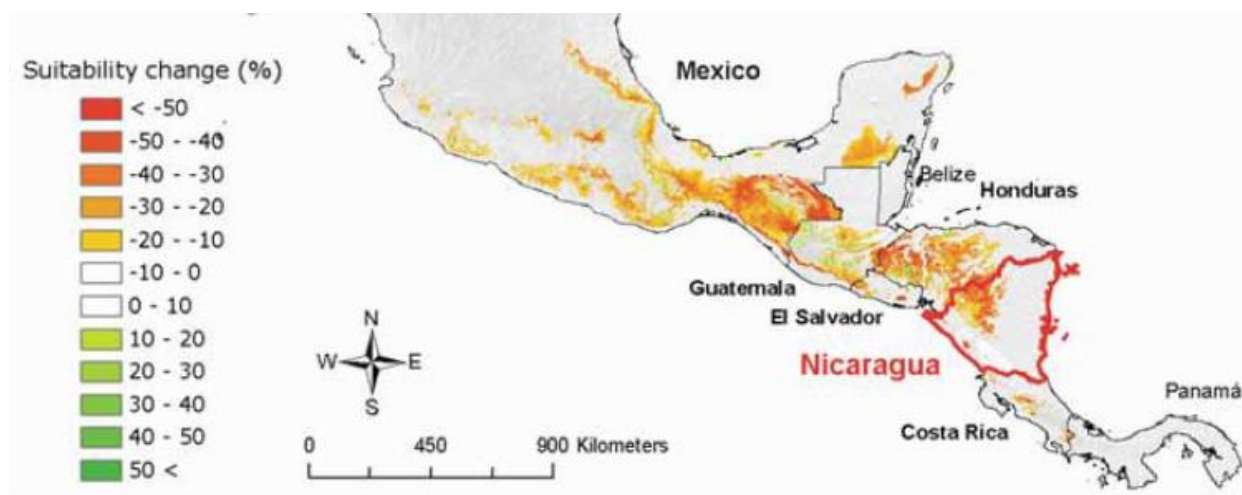 Suitability change (%)
< -50
-50 - -40
-40 - -30
-30 - -20
-20 - -10
-10 - 0
0 - 10
10 - 20
20 - 30
30 - 40
40 - 50
50 <
N
W E
S
0 450 900 Kilometers
Mexico
Belize
Honduras
Guatemala
El Salvador
Nicaragua
Costa Rica
Panamá